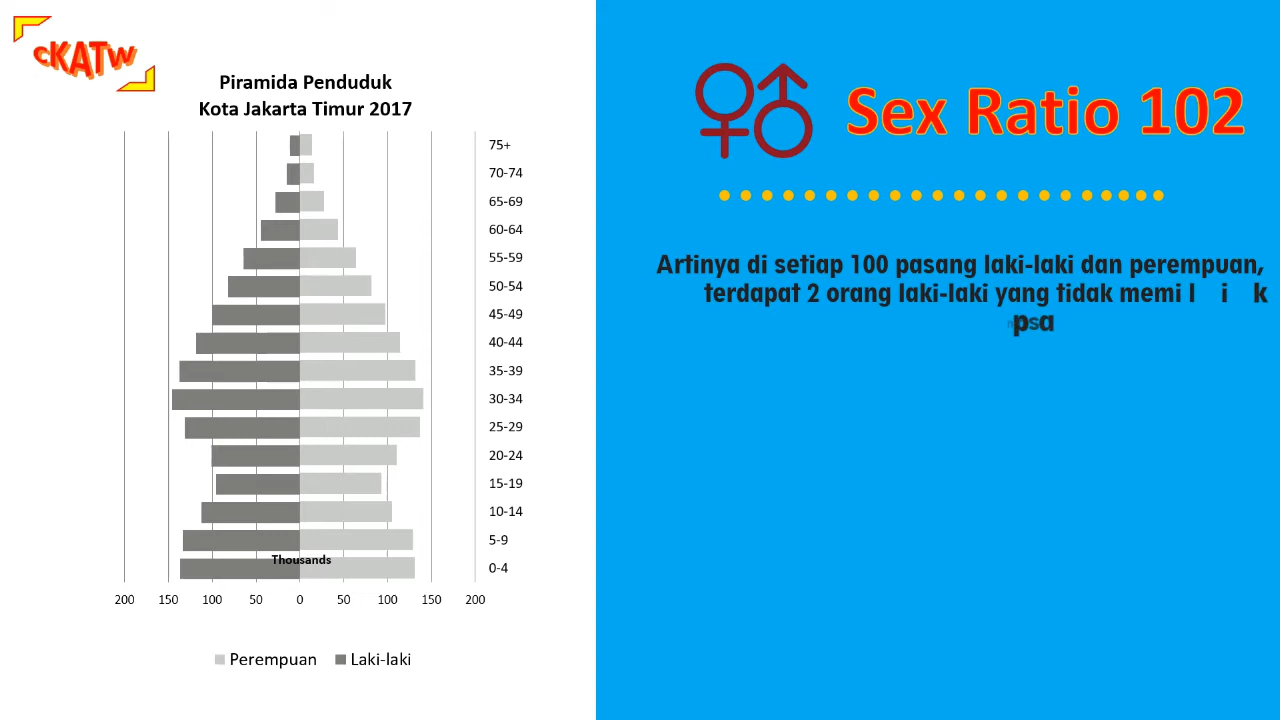 cKATW
Piramida Penduduk
Kota Jakarta Timur 2017
75+
70-74
65-69
60-64
55-59
50-54
45-49
40-44
35-39
30-34
25-29
20-24
15-19
10-14
5-9
0-4
Thousands
200 150 100 50 0 50 100 150 200
Perempuan Laki-laki
Sex Ratio 102
Artinya di setiap 100 pasang laki-laki dan perempuan,
terdapat 2 orang laki-laki yang tidak memi l i k